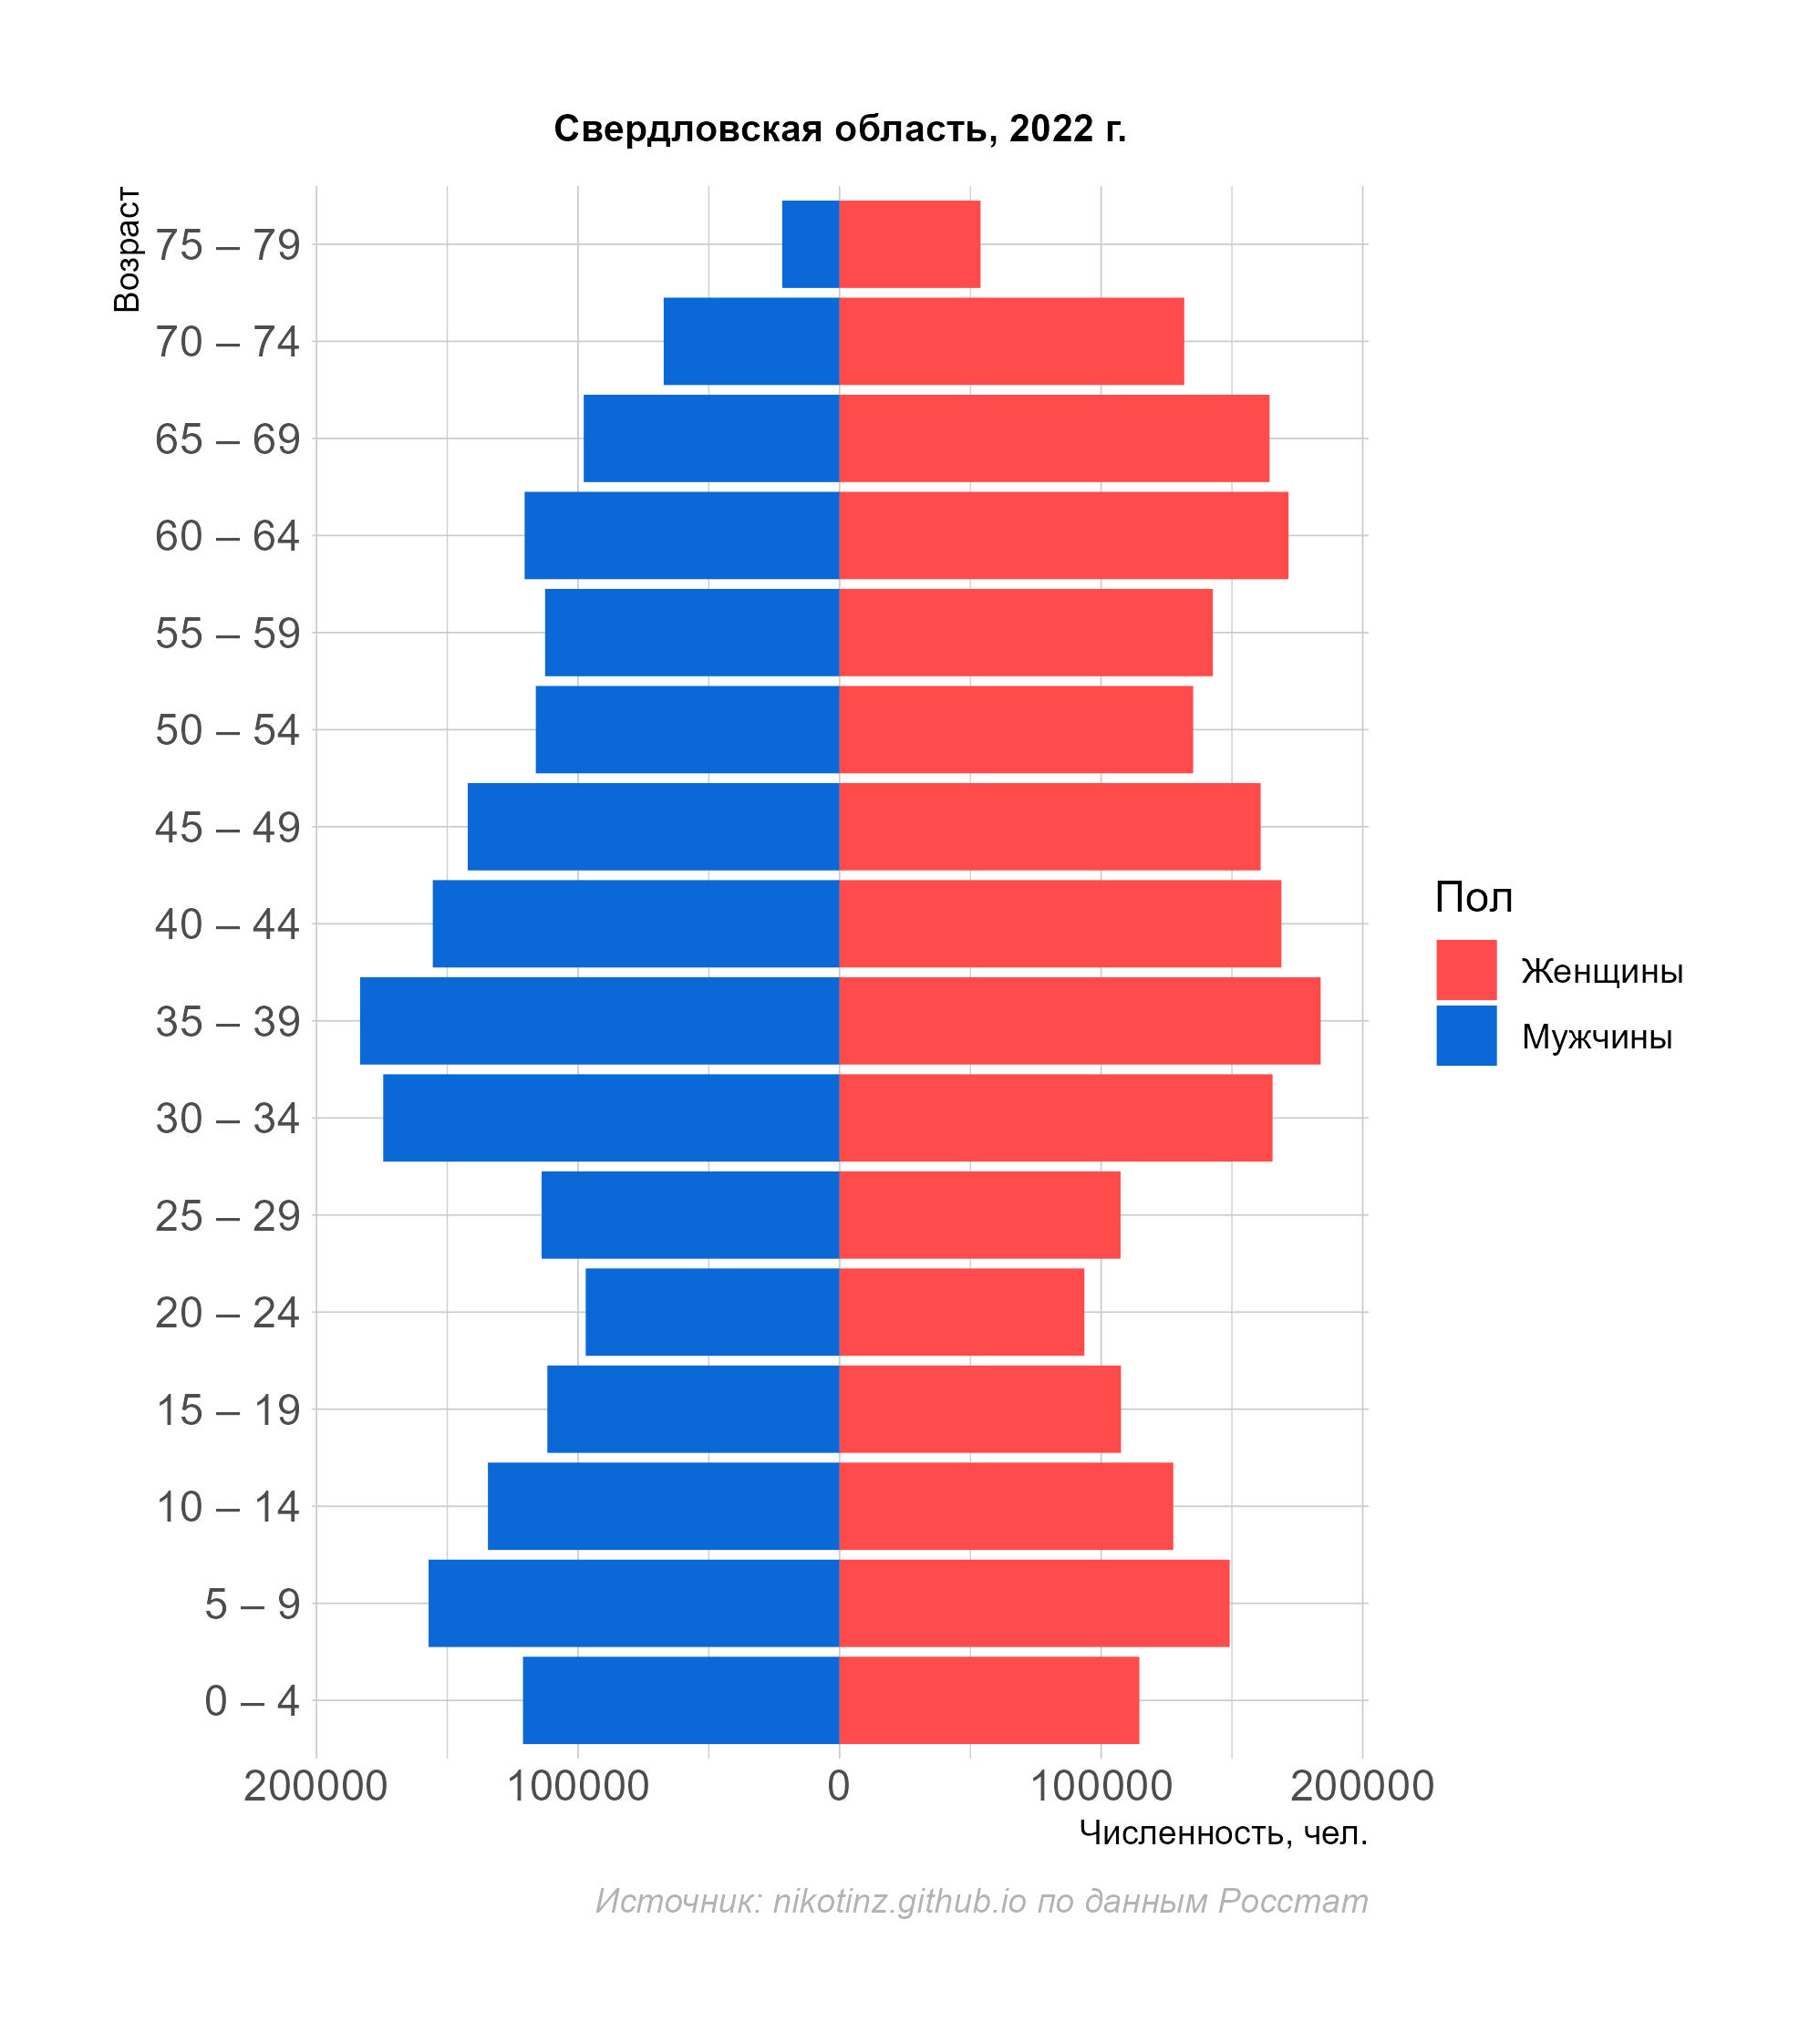 Свердловская область, 2022 г.
Возраст
75 – 79
70 – 74
65 – 69
60 – 64
55 – 59
50 – 54
45 – 49
40 – 44
35 – 39
30 – 34
25 – 29
20 – 24
15 – 19
10 – 14
5 – 9
0 – 4
200000 100000 0 100000 200000
Численность, чел.
Пол
Женщины
Мужчины
Источник: nikotinz.github.io по данным Росстат